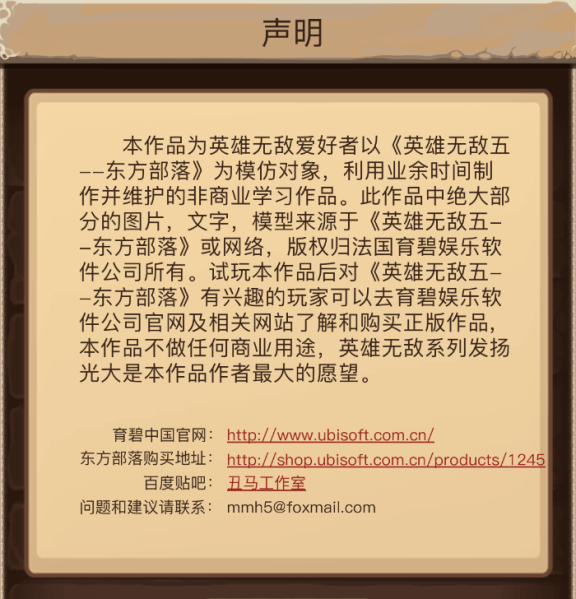 声明
本作品为英雄无敌爱好者以《英雄无敌五
--东方部落》为模仿对象，利用业余时间制
作并维护的非商业学习作品。此作品中绝大部
分的图片，文字，模型来源于《英雄无敌五-
-东方部落》或网络，版权归法国育碧娱乐软
件公司所有。试玩本作品后对《英雄无敌五-
-东方部落》有兴趣的玩家可以去育碧娱乐软
件公司官网及相关网站了解和购买正版作品，
本作品不做任何商业用途，英雄无敌系列发扬
光大是本作品作者最大的愿望。
育碧中国官网： http://www.ubisoft.com.cn/
东方部落购买地址： http://shop.ubisoft.com.cn/products/1245
百度贴吧： 丑马工作室
问题和建议请联系： mmh5@foxmail.com